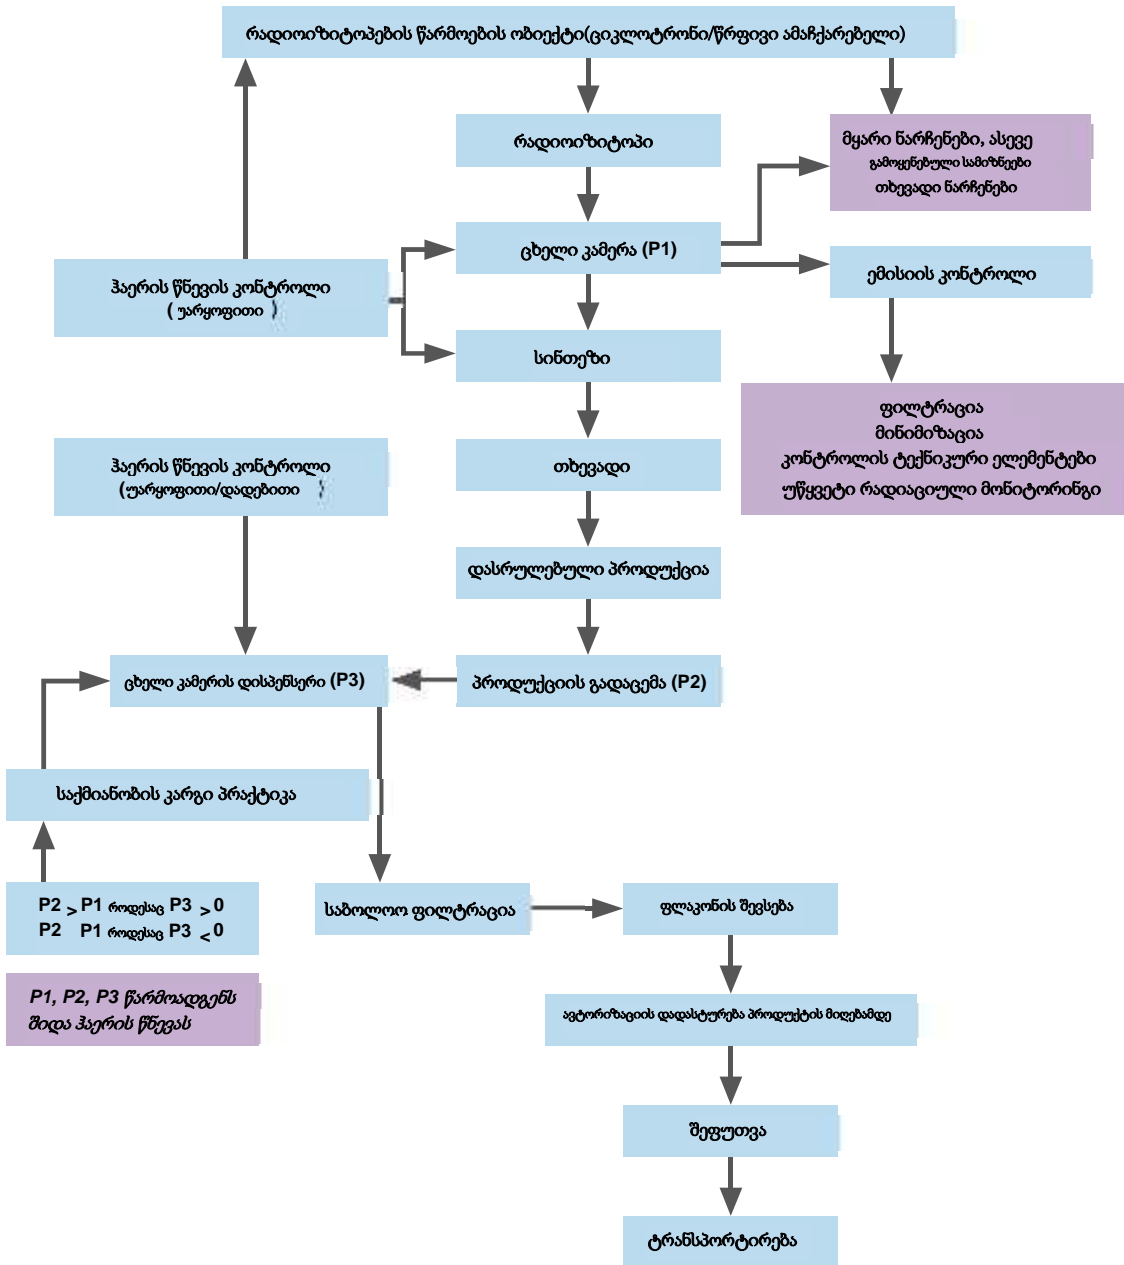 რადიოიზიტოპების წარმოების ობიექტი(ციკლოტრონი/წრფივი ამაჩქარებელი)
რადიოიზიტოპი
მყარი ნარჩენები, ასევე
გამოყენებული სამიზნეები
თხევადი ნარჩენები
ცხელი კამერა (P1)
ემისიის კონტროლი
ჰაერის წნევის კონტროლი
( უარყოფითი )
სინთეზი
ფილტრაცია
მინიმიზაცია
კონტროლის ტექნიკური ელემენტები
უწყვეტი რადიაციული მონიტორინგი
ჰაერის წნევის კონტროლი
(უარყოფითი/დადებითი )
თხევადი
დასრულებული პროდუქცია
ცხელი კამერის დისპენსერი (P3)
პროდუქციის გადაცემა (P2)
საქმიანობის კარგი პრაქტიკა
P2 > P1 როდესაც P3 > 0
P2 P1 როდესაც P3 < 0
საბოლოო ფილტრაცია
ფლაკონის შევსება
P1, P2, P3 წარმოადგენს
შიდა ჰაერის წნევას
ავტორიზაციის დადასტურება პროდუქტის მიღებამდე
შეფუთვა
ტრანსპორტირება